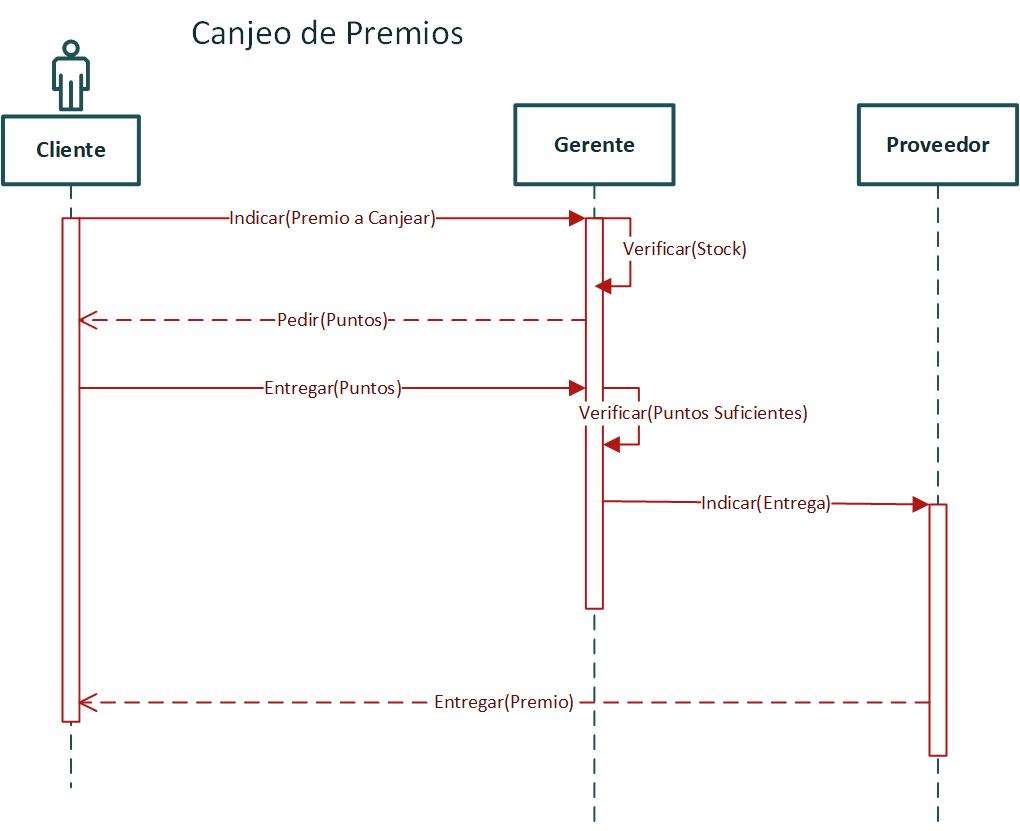 Canjeo de Premios
Cliente
Gerente
Proveedor
Indicar(Premio a Canjear)
Verificar(Stock)
Pedir(Puntos)
Entregar(Puntos)
Verificar(Puntos Suficientes)
Indicar(Entrega)
Entregar(Premio)